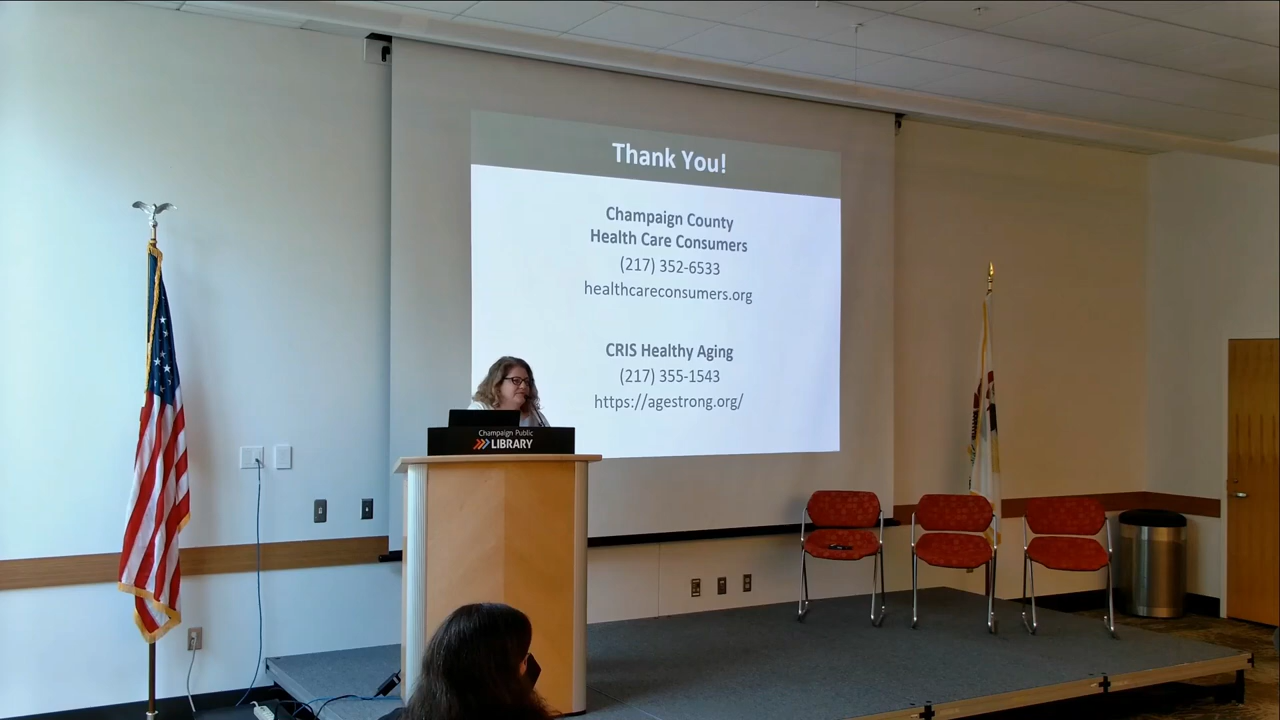 Thank You!
Champaign County
Health Care Consumers
(217) 352-6533
healthcareconsumers.org
CRIS Healthy Aging
(217) 355-1543
https://agestrong.org/
Champaign Public
LIBRARY